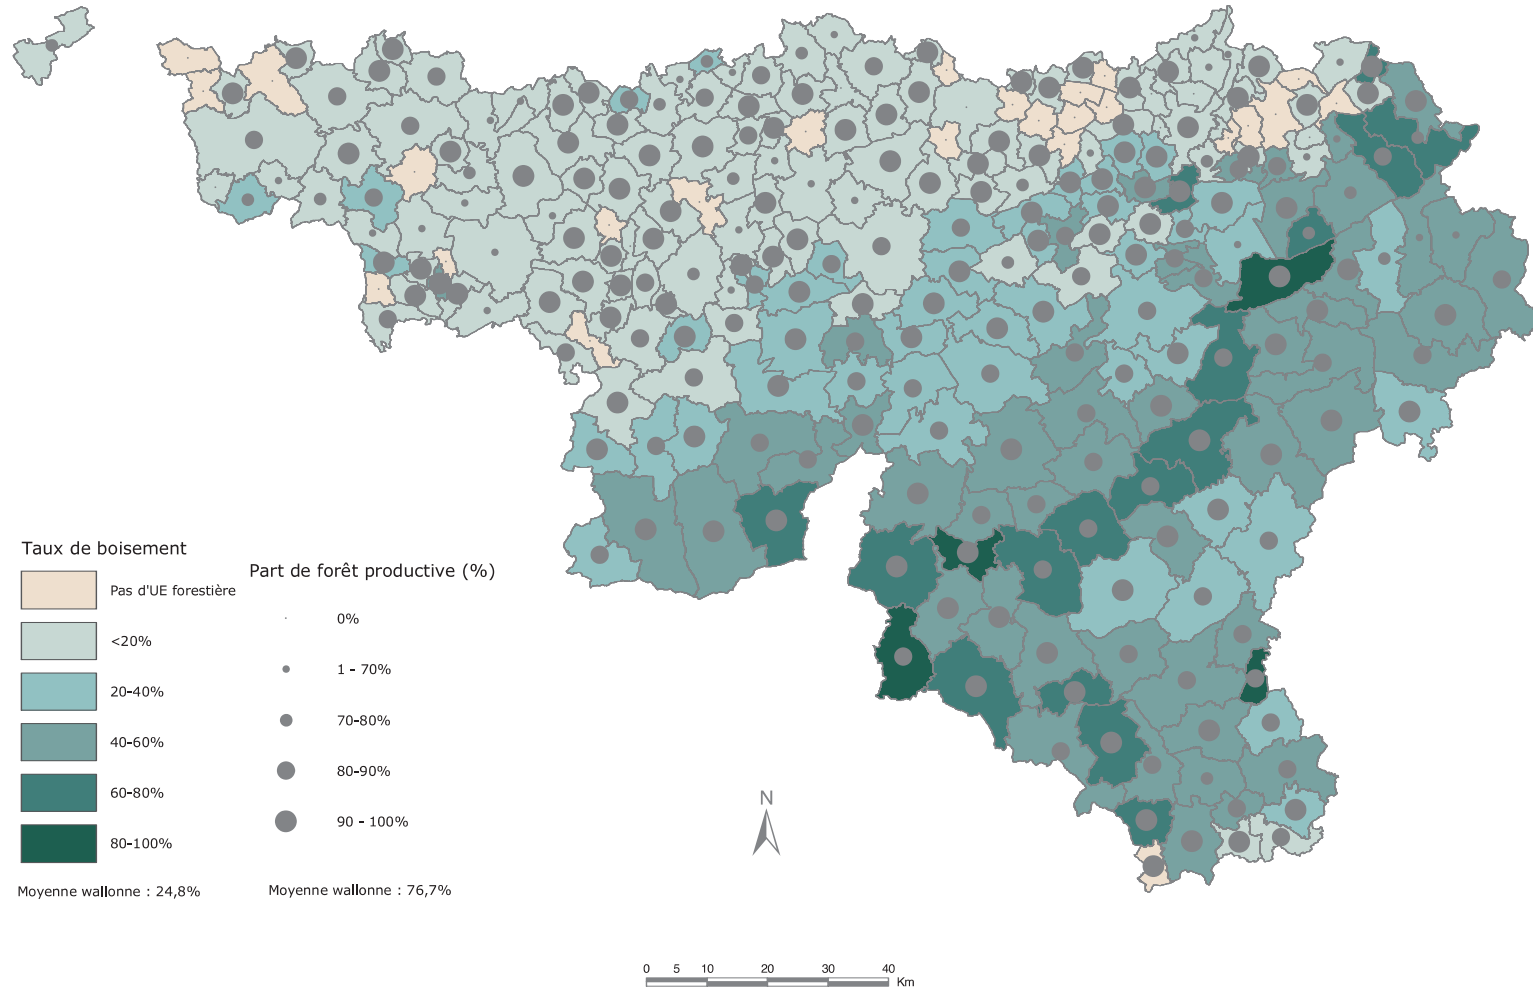 Taux de boisement
Pas d'UE forestière
<20%
20-40%
40-60%
60-80%
80-100%
Moyenne wallonne : 24,8%
Part de forêt productive (%)
0%
1 - 70%
70-80%
80-90%
90 - 100%
Moyenne wallonne : 76,7%
N
0 5 10 20 30 40
Km